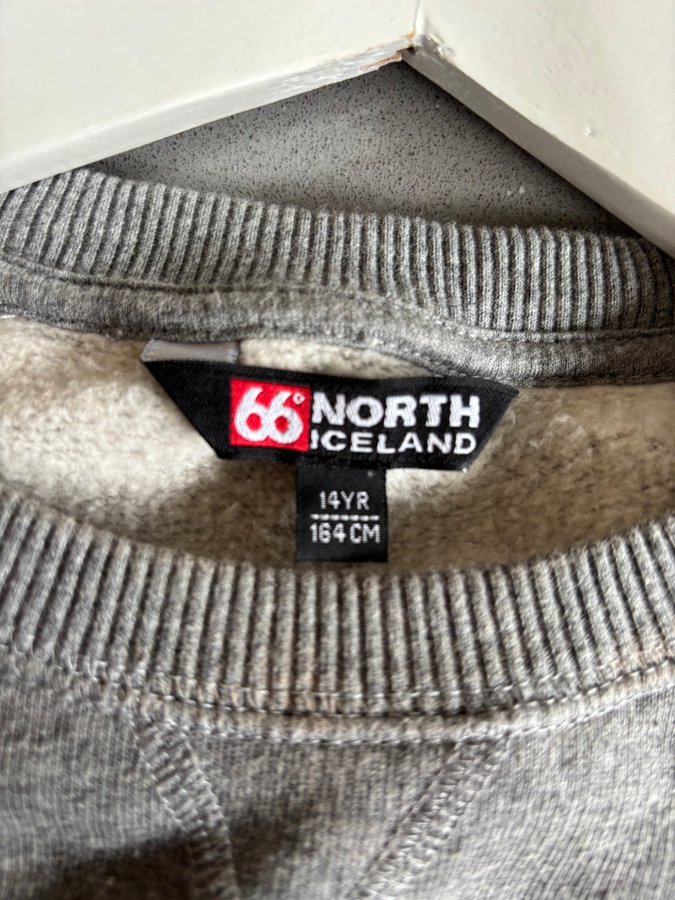 66° NORTH
ICELAND
14YR
164CM